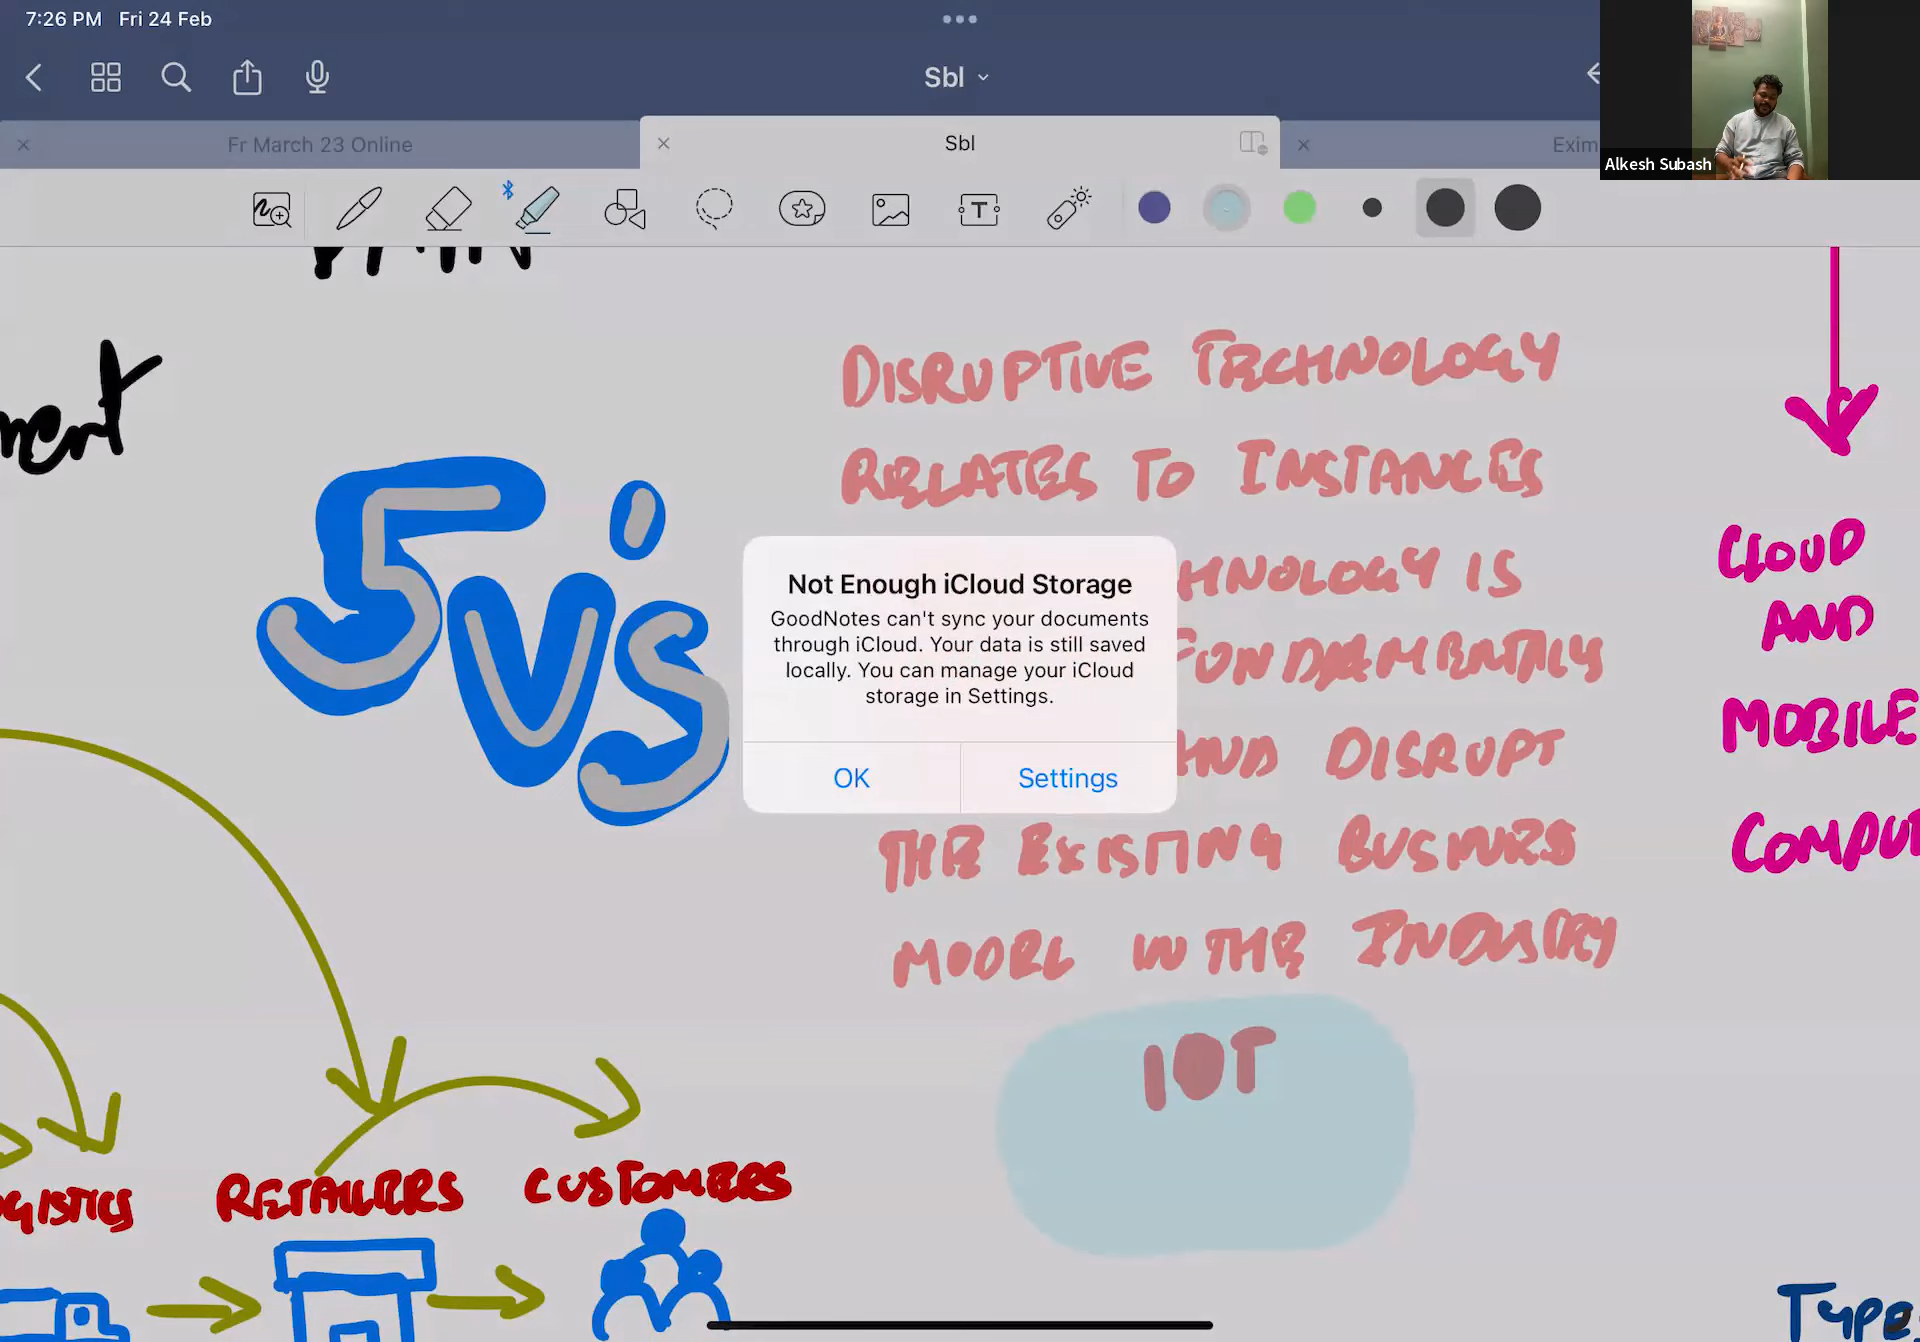 7:26 PM Fri 24 Feb
Sbl
Fr March 23 Online
Sbl
Exim
Alkesh Subash
DISRUPTIVE TECHNOLOGY
RELATES TO INSTANCES
HNOLOGY IS
FUNDAMENTALLY
AND DISRUPT
THE EXISTING BUSINESS
MODEL IN THE INDUSTRY
IOT
ment
5 V's
Not Enough iCloud Storage
GoodNotes can't sync your documents
through iCloud. Your data is still saved
locally. You can manage your iCloud
storage in Settings.
OK Settings
CLOUD
AND
MOBILE
COMPU
OGISTICS RETAILERS CUSTOMERS
TYPE